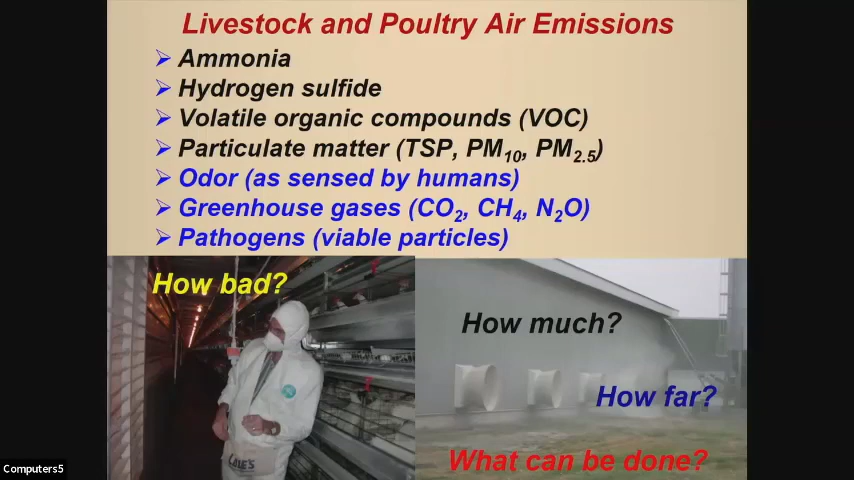 Livestock and Poultry Air Emissions
➢ Ammonia
➢ Hydrogen sulfide
➢ Volatile organic compounds (VOC)
➢ Particulate matter (TSP, PM10, PM2.5)
➢ Odor (as sensed by humans)
➢ Greenhouse gases (CO2, CH4, N2O)
➢ Pathogens (viable particles)
How bad?
How much?
How far?
What can be done?
Computers5